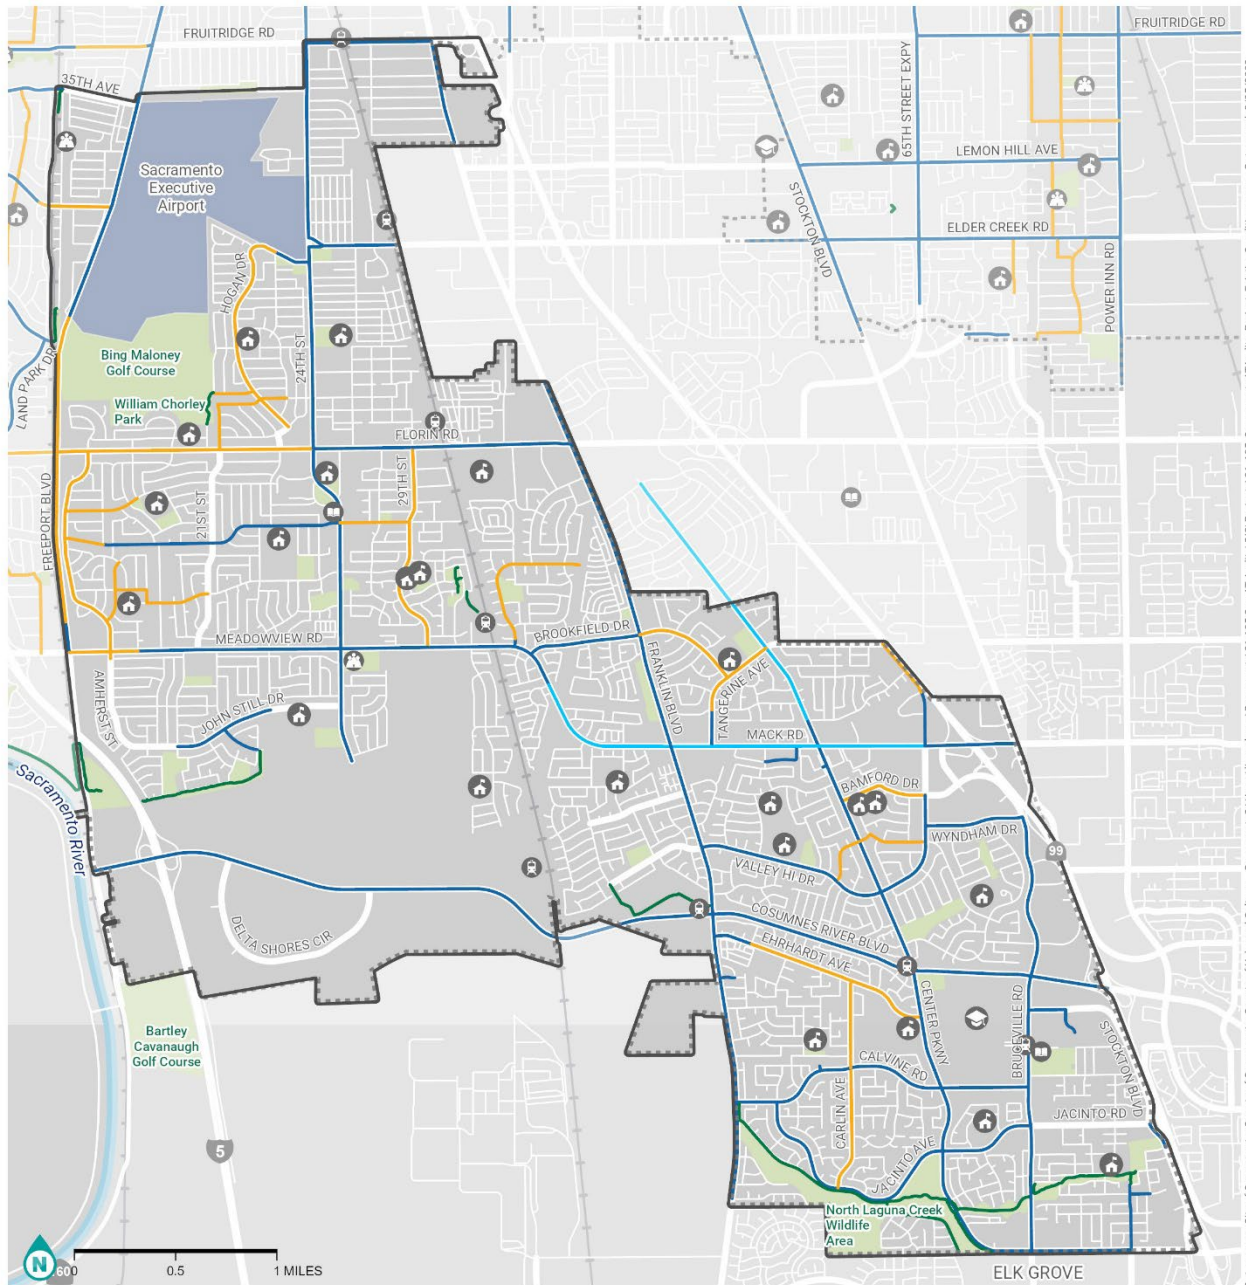 FRUITRIDGE RD
FRUITRIDGE RD
35TH AVE
65TH STREET EXPY
Sacramento
Executive
Airport
LEMON HILL AVE
STOCKTON BLVD
ELDER CREEK RD
HOGAN DR
POWER INN RD
24TH ST
LAND PARK DR
Bing Maloney
Golf Course
William Chorley
Park
FLORIN RD
29TH ST
21ST ST
FREEPORT BLVD
MEADOWVIEW RD
BROOKFIELD DR
FRANKLIN BLVD
TANGERINE AVE
AMHERST ST
JOHN STILL DR
MACK RD
Sacramento River
BAMFORD DR
WYNDHAM DR
99
VALLEY HI DR
COSUMNES RIVER BLVD
DELTA SHORES CIR
EHRHARDT AVE
CENTER PKWY
BRUCEVILLE RD
STOCKTON BLVD
Bartley
Cavanaugh
Golf Course
CALVINE RD
CARLIN AVE
JACINTO RD
5
JACINTO AVE
North Laguna Creek
Wildlife
Area
N
160
0 0.5 1 MILES
ELK GROVE